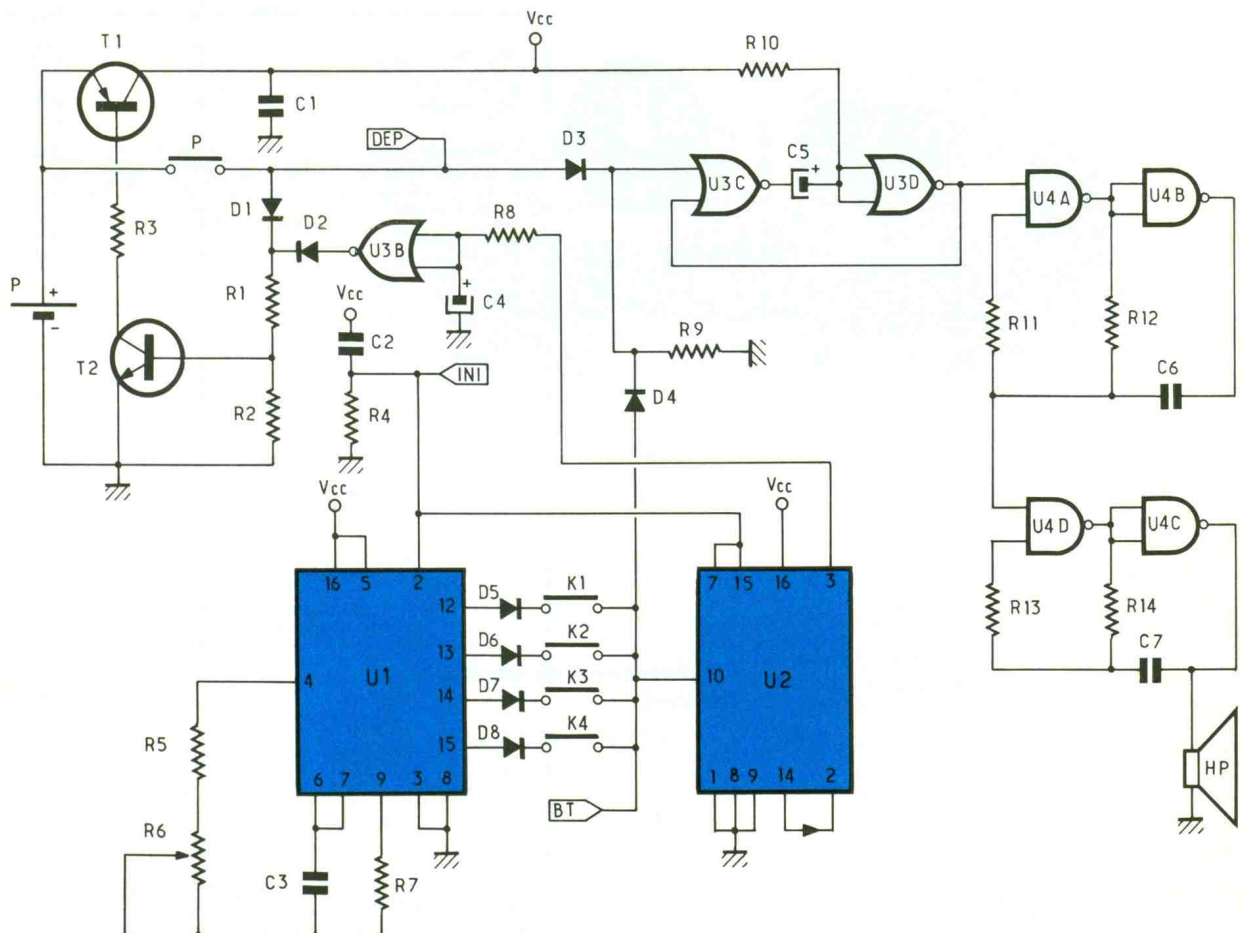 Vcc
T1
R10
C1
P
DEP
D3
C5
+
U3C
U3D
U4A
U4B
R3
D1
D2
U3B
R8
+
C4
P
+
-
R1
Vcc
C2
INI
R9
R11
R12
C6
T2
R2
R4
D4
Vcc
Vcc
U4D
U4C
16
5
2
7
15
16
3
12
D5
K1
13
D6
K2
R13
R14
C7
4
U1
14
D7
K3
10
U2
15
D8
K4
R5
6
7
9
3
8
BT
1
8
9
14
2
HP
R6
C3
R7